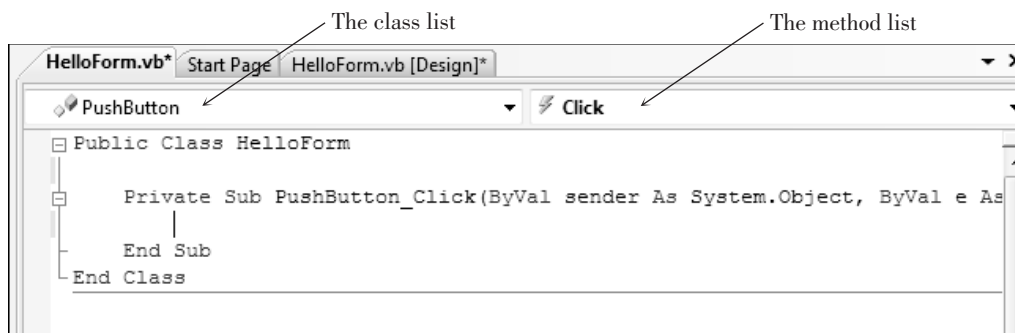 The class list The method list
HelloForm.vb* Start Page HelloForm.vb [Design]*
PushButton Click
Public Class HelloForm
Private Sub PushButton_Click(ByVal sender As System.Object, ByVal e As
End Sub
End Class